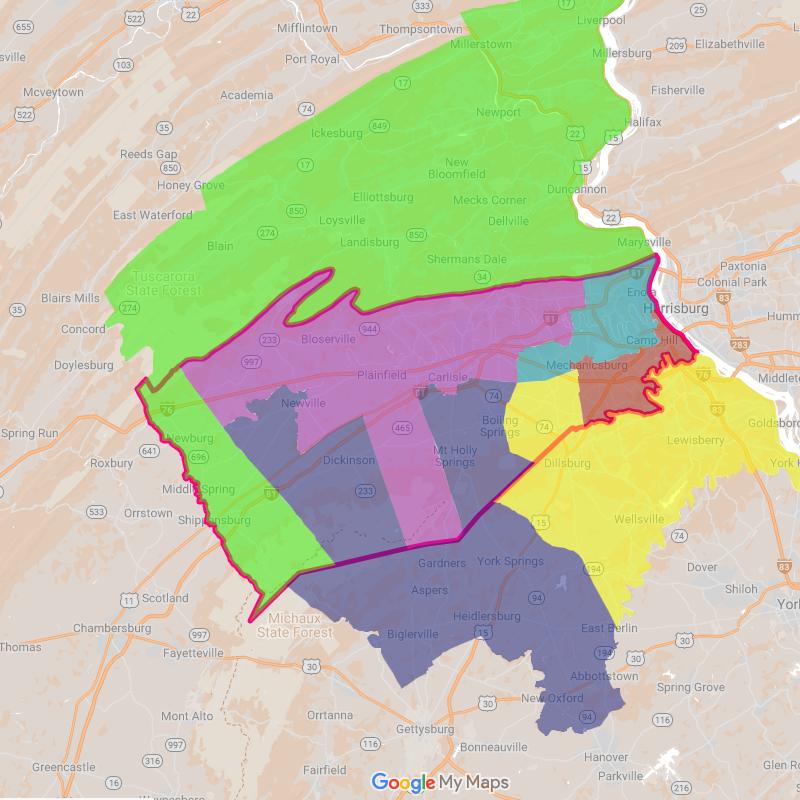 655
522
22
Mifflintown
333
Thompsontown
17
Liverpool
25
Millerstown
Millersburg
209
Elizabethville
103
Port Royal
Mcveytown
Academia
17
Fisherville
522
74
Newport
Halifax
35
Ickesburg
849
22
15
Reeds Gap
850
17
New
Bloomfield
15
Honey Grove
Duncannon
Elliottsburg
Mecks Corner
East Waterford
850
Loysville
Dellville
22
274
850
Blain
Landisburg
Marysville
Shermans Dale
Paxtonia
Tuscarora
State Forest
34
81
Colonial Park
Blairs Mills
Enola
83
35
274
Harrisburg
Concord
944
81
233
Bloserville
Camp Hill
283
Doylesburg
997
Mechanicsburg
Plainfield
Carlisle
76
Newville
74
83
76
Boiling
Springs
74
Spring Run
465
Lewisberry
Newburg
641
696
Mt Holly
Springs
Dillsburg
Roxbury
Dickinson
Middle Spring
81
233
533
Orrstown
Shippensburg
15
Wellsville
74
Gardners
York Springs
194
Dover
83
11
Scotland
Aspers
94
Shiloh
Michaux
State Forest
Heidlersburg
Chambersburg
997
Biglerville
15
East Berlin
Thomas
Fayetteville
30
194
30
Abbottstown
30
New Oxford
Spring Grove
Mont Alto
Orrtanna
94
116
Gettysburg
997
116
Bonneauville
Hanover
Greencastle
Fairfield
Parkville
316
16
Google My Maps